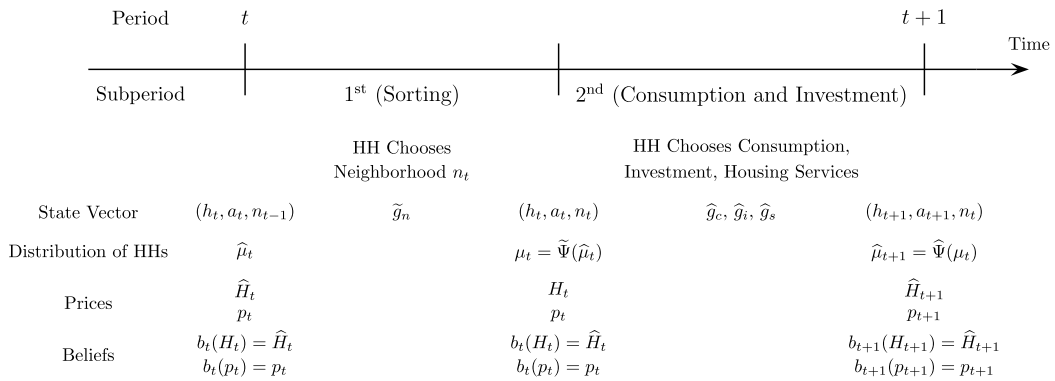 Period t t + 1
Time
Subperiod 1st (Sorting) 2nd (Consumption and Investment)
HH Chooses
Neighborhood n_t
HH Chooses Consumption,
Investment, Housing Services
State Vector (h_t, a_t, n_{t−1}) g̃_n (h_t, a_t, n_t) ĝ_c, ĝ_i, ĝ_s (h_{t+1}, a_{t+1}, n_t)
Distribution of HHs μ̂_t μ_t = Ψ̃(μ̂_t) μ̂_{t+1} = Ψ̂(μ_t)
Prices
Ĥ_t H_t Ĥ_{t+1}
p_t p_t p_{t+1}
Beliefs
b_t(H_t) = Ĥ_t b_t(H_t) = Ĥ_t b_{t+1}(H_{t+1}) = Ĥ_{t+1}
b_t(p_t) = p_t b_t(p_t) = p_t b_{t+1}(p_{t+1}) = p_{t+1}